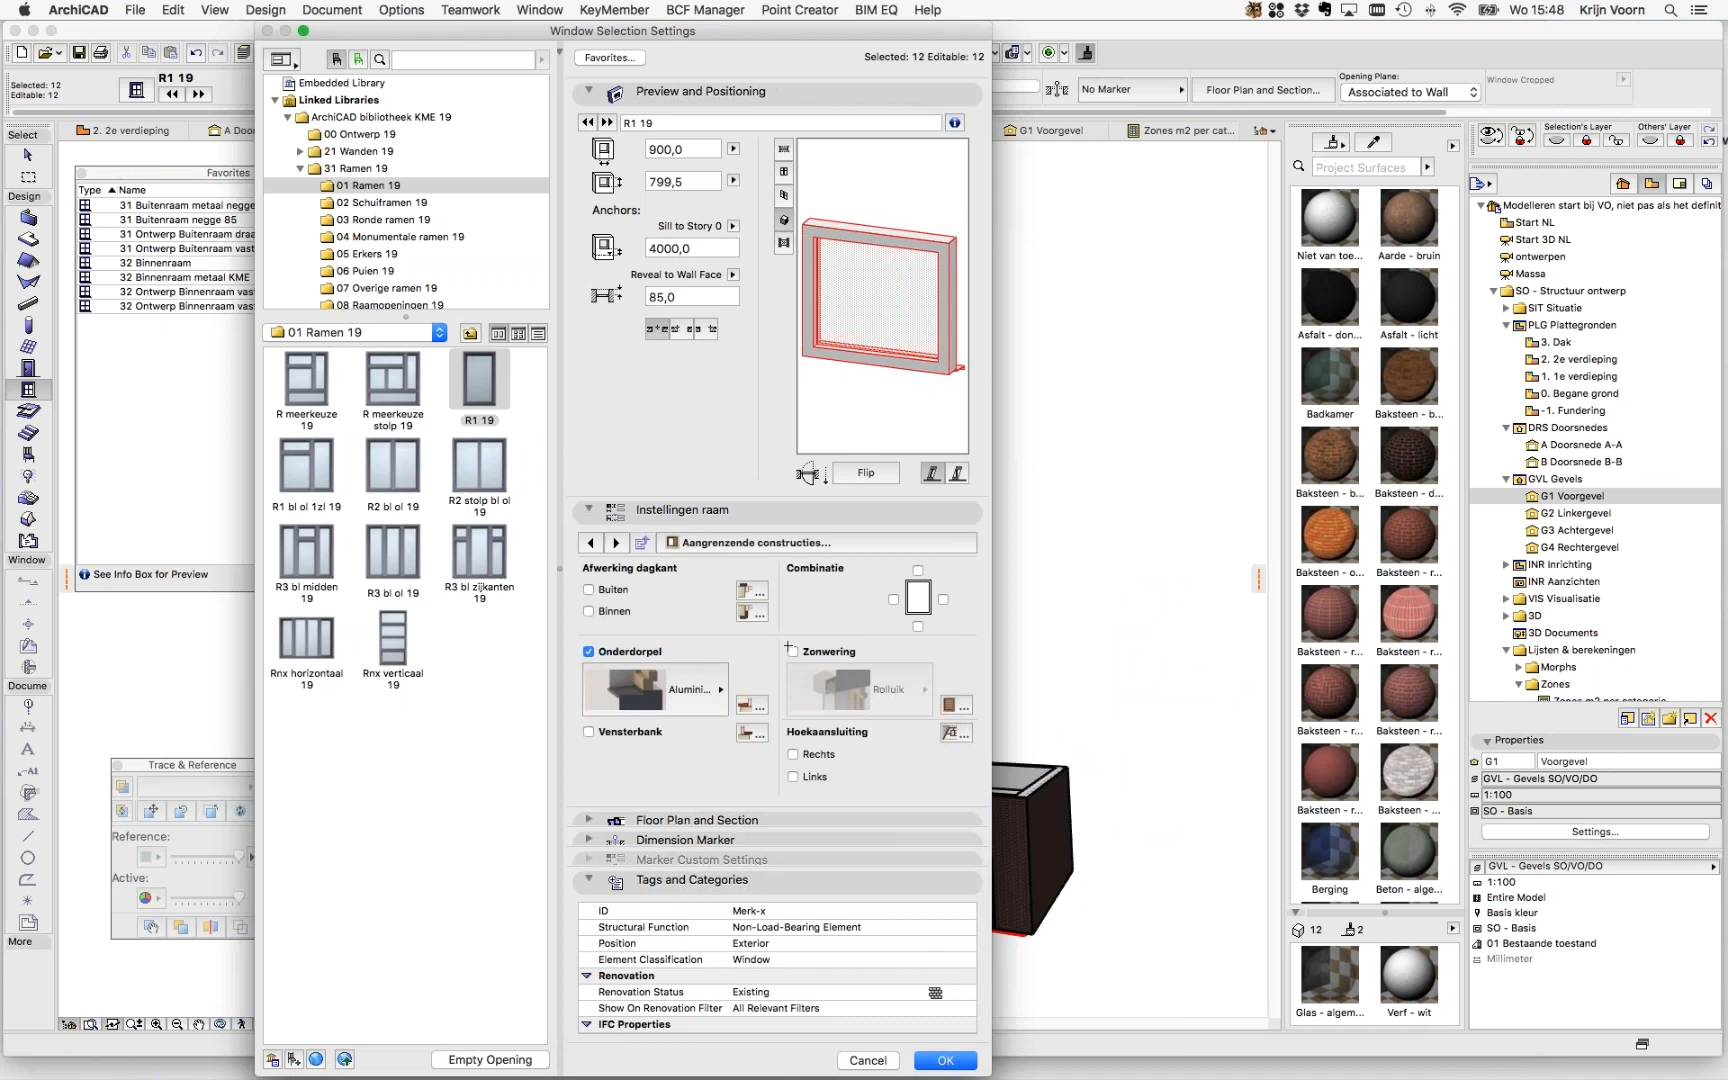 ArchiCAD File Edit View Design Document Options Teamwork Window KeyMember BCF Manager Point Creator BIM EQ Help Wo 15:48 Krijn Voorn
Window Selection Settings
Selected: 12
Editable: 12
R1 19
Favorites...
Selected: 12 Editable: 12
No Marker
Floor Plan and Section...
Opening Plane:
Associated to Wall
Window Cropped
Select
2. 2e verdieping
Favorites
Type Name
31 Buitenraam metaal negge
31 Buitenraam negge 85
31 Ontwerp Buitenraam draa
31 Ontwerp Buitenraam vast
32 Binnenraam
32 Binnenraam metaal KME
32 Ontwerp Binnenraam vas
32 Ontwerp Binnenraam vas
See Info Box for Preview
Design
Window
Docume
More
Trace & Reference
Reference:
Active:
Embedded Library
Linked Libraries
ArchiCAD bibliotheek KME 19
00 Ontwerp 19
21 Wanden 19
31 Ramen 19
01 Ramen 19
02 Schuiframen 19
03 Ronde ramen 19
04 Monumentale ramen 19
05 Erkers 19
06 Puien 19
07 Overige ramen 19
08 Raamopeningen 19
01 Ramen 19
R meerkeuze 19
R meerkeuze stolp 19
R1 19
R1 bl ol 1zl 19
R2 bl ol 19
R2 stolp bl ol 19
R3 bl midden 19
R3 bl ol 19
R3 bl zijkanten 19
Rnx horizontaal 19
Rnx verticaal 19
Empty Opening
Preview and Positioning
R1 19
900,0
799,5
Anchors:
Sill to Story 0
4000,0
Reveal to Wall Face
85,0
Flip
Instellingen raam
Aangrenzende constructies...
Afwerking dagkant
Combinatie
Buiten
Binnen
Onderdorpel
Zonwering
Alumini...
Rolluik
Vensterbank
Hoekaansluiting
Rechts
Links
Floor Plan and Section
Dimension Marker
Marker Custom Settings
Tags and Categories
ID Merk-x
Structural Function Non-Load-Bearing Element
Position Exterior
Element Classification Window
Renovation
Renovation Status Existing
Show On Renovation Filter All Relevant Filters
IFC Properties
Cancel
OK
G1 Voorgevel
Zones m2 per cat...
Project Surfaces
Niet van toe...
Aarde - bruin
Asfalt - don...
Asfalt - licht
Badkamer
Baksteen - b...
Baksteen - b...
Baksteen - d...
Baksteen - o...
Baksteen - r...
Baksteen - r...
Baksteen - r...
Baksteen - r...
Baksteen - r...
Baksteen - r...
Baksteen - ...
Berging
Beton - alge...
12
2
Glas - algem...
Verf - wit
Selection's Layer
Others' Layer
Modelleren start bij VO, niet pas als het definit
Start NL
Start 3D NL
ontwerpen
Massa
SO - Structuur ontwerp
SIT Situatie
PLG Plattegronden
3. Dak
2. 2e verdieping
1. 1e verdieping
0. Begane grond
-1. Fundering
DRS Doorsnedes
A Doorsnede A-A
B Doorsnede B-B
GVL Gevels
G1 Voorgevel
G2 Linkergevel
G3 Achtergevel
G4 Rechtergevel
INR Inrichting
INR Aanzichten
VIS Visualisatie
3D
3D Documents
Lijsten & berekeningen
Morphs
Zones
Zones m2 per categorie
Properties
G1 Voorgevel
GVL - Gevels SO/VO/DO
1:100
SO - Basis
Settings...
GVL - Gevels SO/VO/DO
1:100
Entire Model
Basis kleur
SO - Basis
01 Bestaande toestand
Millimeter